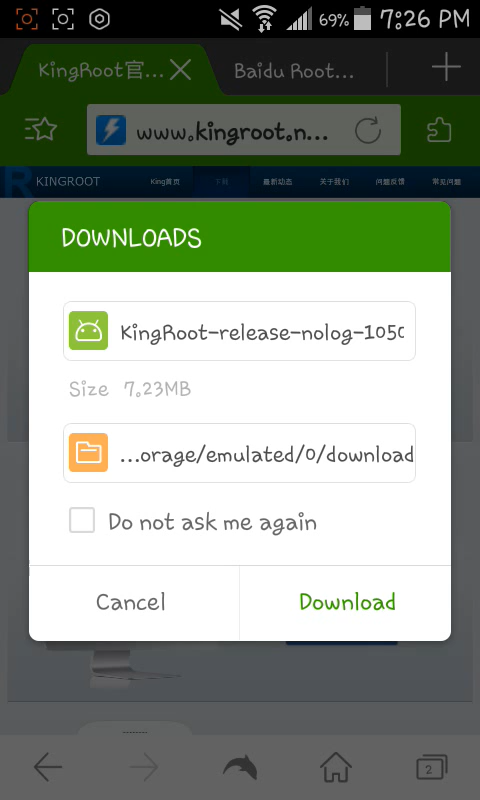 69% 7:26 PM
KingRoot官... Baidu Root...
www.kingroot.n...
KINGROOT King首页 下载 最新动态 关于我们 问题反馈 常见问题
DOWNLOADS
KingRoot-release-nolog-1050
Size 7.23MB
...orage/emulated/0/download
Do not ask me again
Cancel Download
2